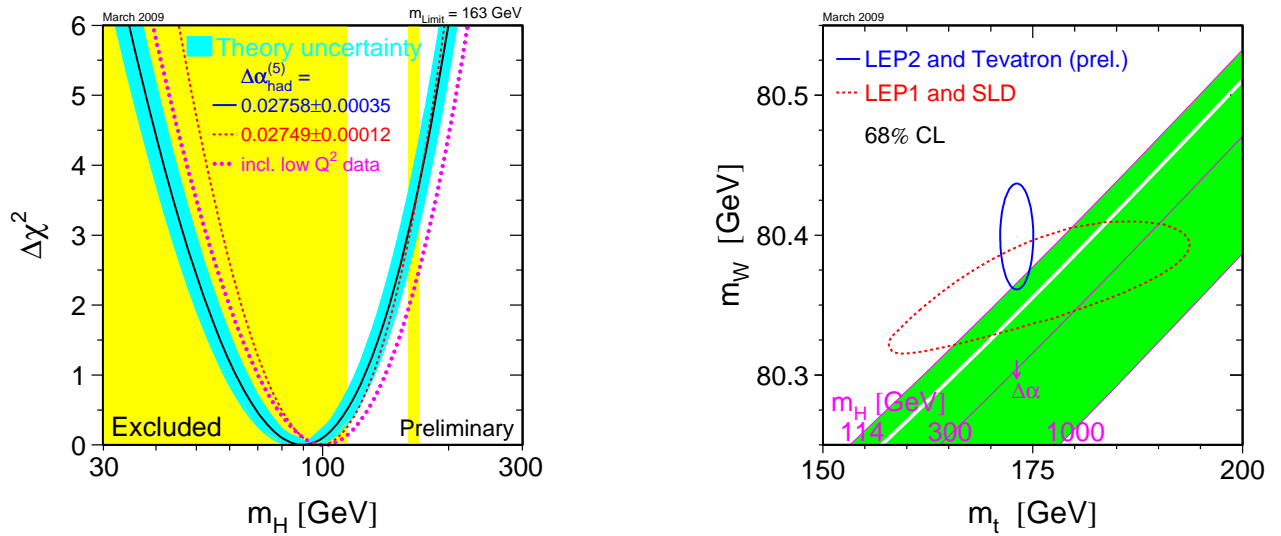 March 2009
m_Limit = 163 GeV
6
5
4
3
2
1
0
Δχ²
Theory uncertainty
Δα_had^(5) =
0.02758±0.00035
0.02749±0.00012
incl. low Q² data
Excluded
Preliminary
30
100
300
m_H [GeV]
March 2009
80.5
80.4
80.3
m_W [GeV]
LEP2 and Tevatron (prel.)
LEP1 and SLD
68% CL
Δα
m_H [GeV]
114 300 1000
150
175
200
m_t [GeV]